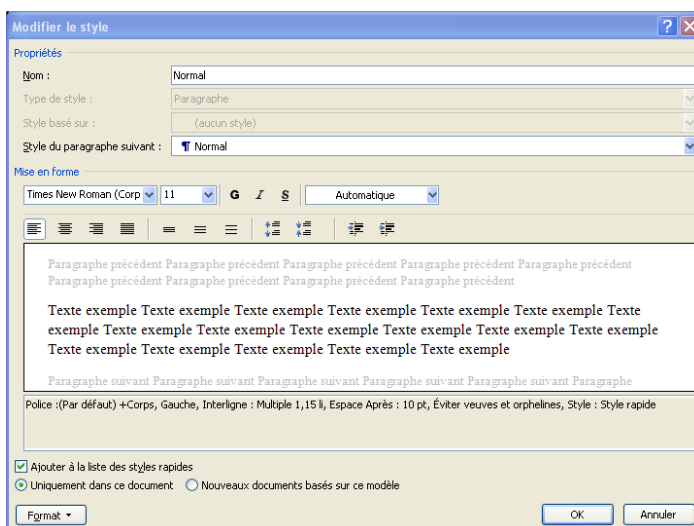 Modifier le style
Propriétés
Nom : Normal
Type de style : Paragraphe
Style basé sur : (aucun style)
Style du paragraphe suivant : ¶ Normal
Mise en forme
Times New Roman (Corp 11 G I S Automatique
Paragraphe précédent Paragraphe précédent Paragraphe précédent Paragraphe précédent Paragraphe précédent
Paragraphe précédent Paragraphe précédent Paragraphe précédent Paragraphe précédent
Texte exemple Texte exemple Texte exemple Texte exemple Texte exemple Texte exemple Texte
exemple Texte exemple Texte exemple Texte exemple Texte exemple Texte exemple Texte exemple
Texte exemple Texte exemple Texte exemple Texte exemple Texte exemple
Paragraphe suivant Paragraphe suivant Paragraphe suivant Paragraphe suivant Paragraphe suivant Paragraphe
Police :(Par défaut) +Corps, Gauche, Interligne : Multiple 1,15 li, Espace Après : 10 pt, Éviter veuves et orphelines, Style : Style rapide
Ajouter à la liste des styles rapides
Uniquement dans ce document Nouveaux documents basés sur ce modèle
Format OK Annuler